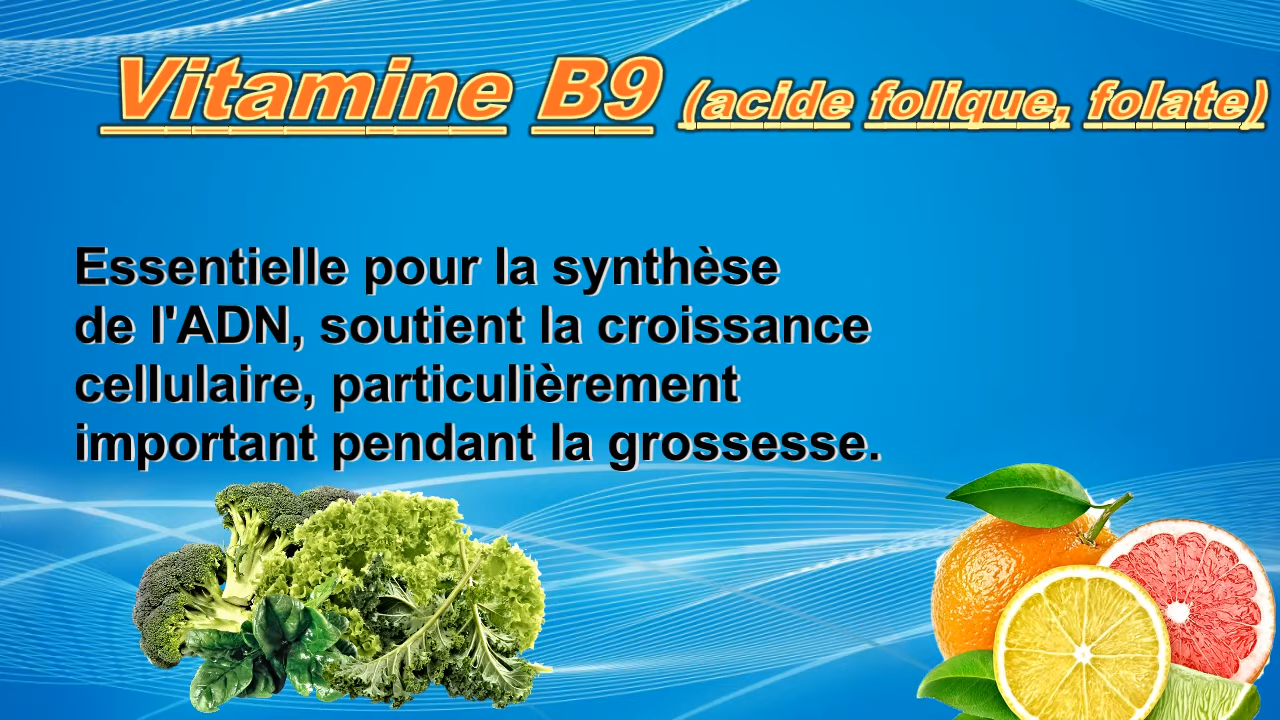 Vitamine B9 (acide folique, folate)
Essentielle pour la synthèse
de l'ADN, soutient la croissance
cellulaire, particulièrement
important pendant la grossesse.